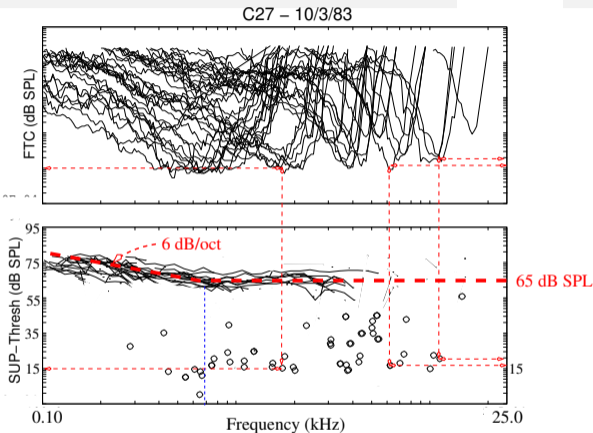 C27 − 10/3/83
FTC (dB SPL)
95
75
55
35
15
SUP−Thresh (dB SPL)
6 dB/oct
65 dB SPL
15
0.10
Frequency (kHz)
25.0